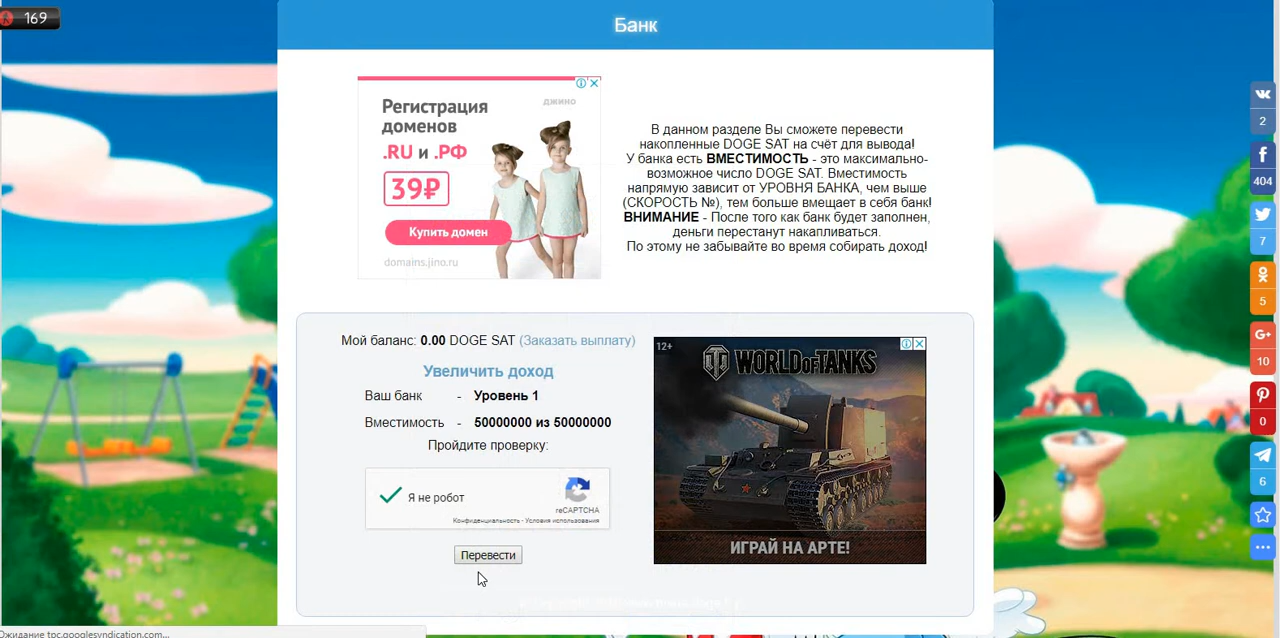 169
Банк
Регистрация
доменов
.RU и .РФ
39₽
Купить домен
domains.jino.ru
джино
В данном разделе Вы сможете перевести
накопленные DOGE SAT на счёт для вывода!
У банка есть ВМЕСТИМОСТЬ - это максимально-
возможное число DOGE SAT. Вместимость
напрямую зависит от УРОВНЯ БАНКА, чем выше
(СКОРОСТЬ №), тем больше вмещает в себя банк!
ВНИМАНИЕ - После того как банк будет заполнен,
деньги перестанут накапливаться.
По этому не забывайте во время собирать доход!
Мой баланс: 0.00 DOGE SAT (Заказать выплату)
Увеличить доход
Ваш банк - Уровень 1
Вместимость - 50000000 из 50000000
Пройдите проверку:
Я не робот
reCAPTCHA
Конфиденциальность - Условия использования
Перевести
12+
WORLD OF TANKS
ИГРАЙ НА АРТЕ!
2
404
7
5
G+
10
0
6
Ожидание tpc.googlesyndication.com...